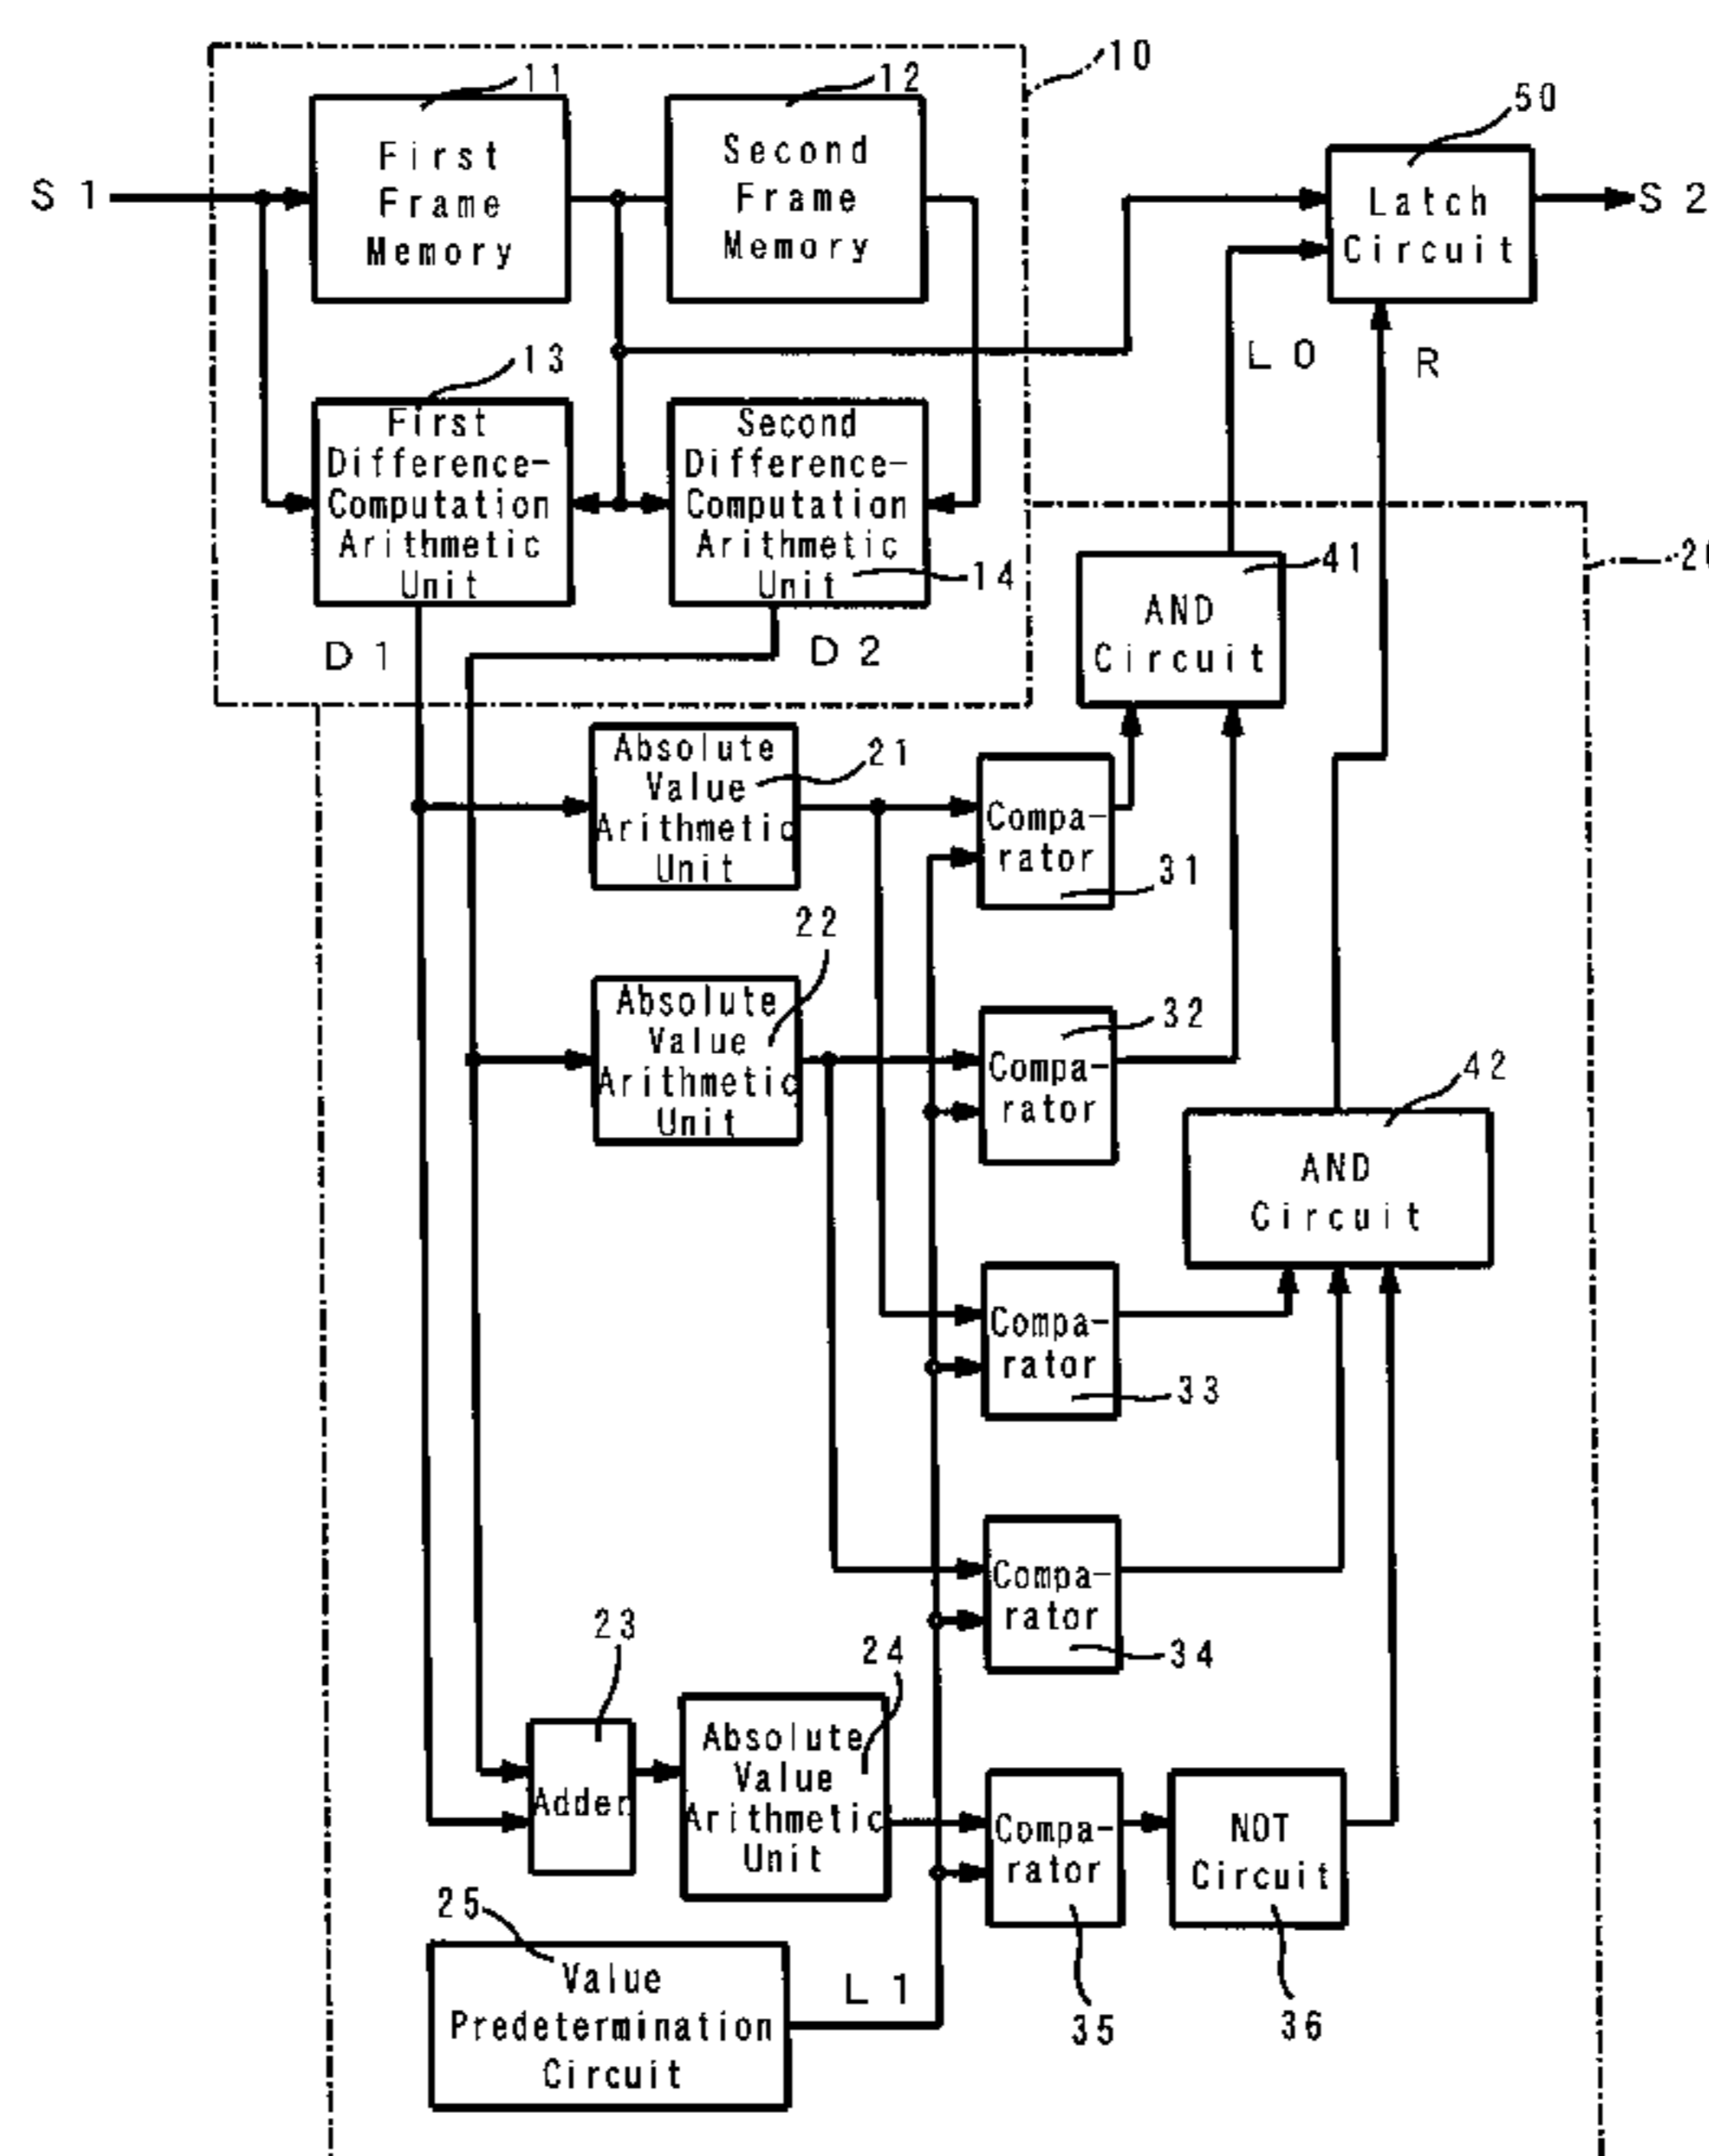 10
11
12
50
S 1
First
Frame
Memory
Second
Frame
Memory
Latch
Circuit
S 2
L 0
R
13
First
Difference-
Computation
Arithmetic
Unit
Second
Difference-
Computation
Arithmetic
Unit
14
D 1
D 2
41
AND
Circuit
Absolute
Value
Arithmetic
Unit
21
Compa-
rator
31
22
Absolute
Value
Arithmetic
Unit
32
Compa-
rator
42
AND
Circuit
Compa-
rator
33
Compa-
rator
34
23
Adder
24
Absolute
Value
Arithmetic
Unit
Compa-
rator
35
NOT
Circuit
36
25
Value
Predetermination
Circuit
L 1